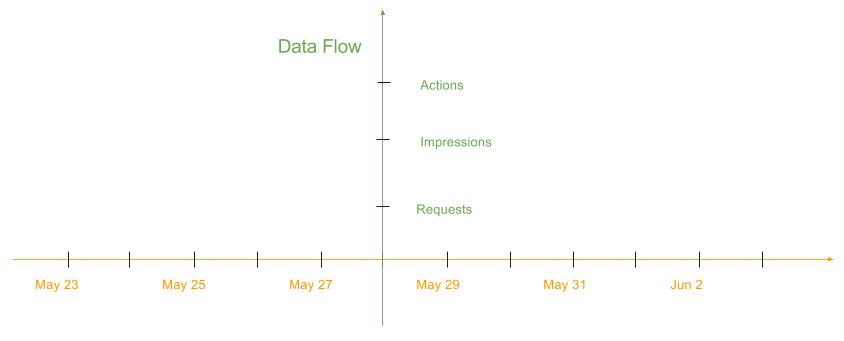 Data Flow
Actions
Impressions
Requests
May 23 May 25 May 27 May 29 May 31 Jun 2